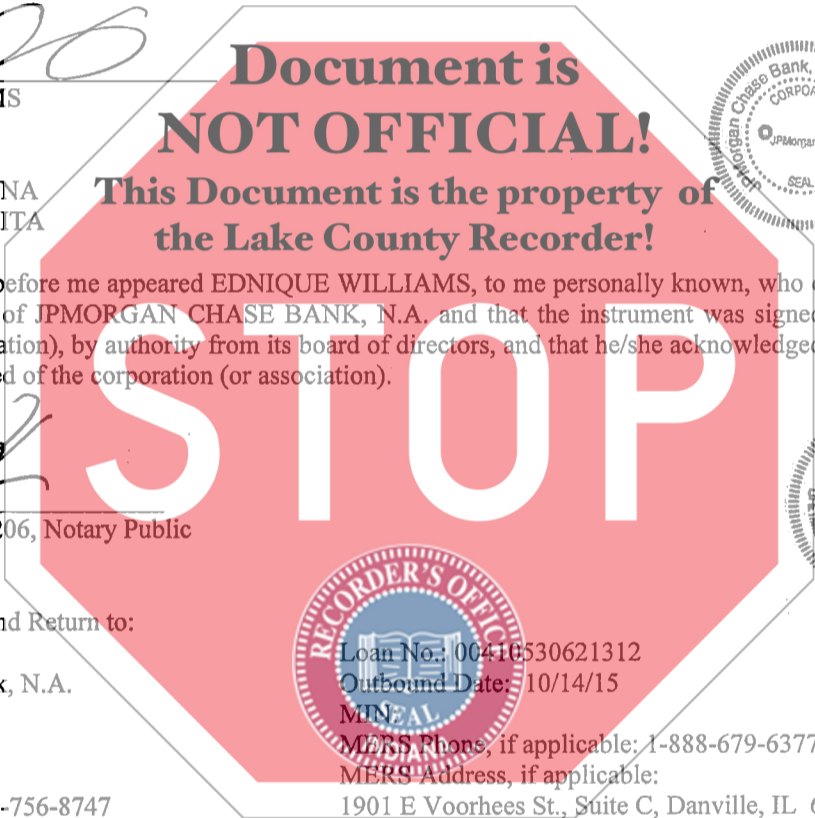 Document is
NOT OFFICIAL!
This Document is the property of
the Lake County Recorder!
Morgan Chase Bank,
CORPO
JPMorgan
SEAL
MS
NA
ITA
before me appeared EDNIQUE WILLIAMS, to me personally known, who
of JPMORGAN CHASE BANK, N.A. and that the instrument was signed
ation), by authority from its board of directors, and that he/she acknowledged
d of the corporation (or association).
STOP
206, Notary Public
nd Return to:
k, N.A.
-756-8747
RECORDER'S OFFIC
SEAL
Loan No.: 00410530621312
Outbound Date: 10/14/15
MIN:
MERS Phone, if applicable: 1-888-679-6377
MERS Address, if applicable:
1901 E Voorhees St., Suite C, Danville, IL